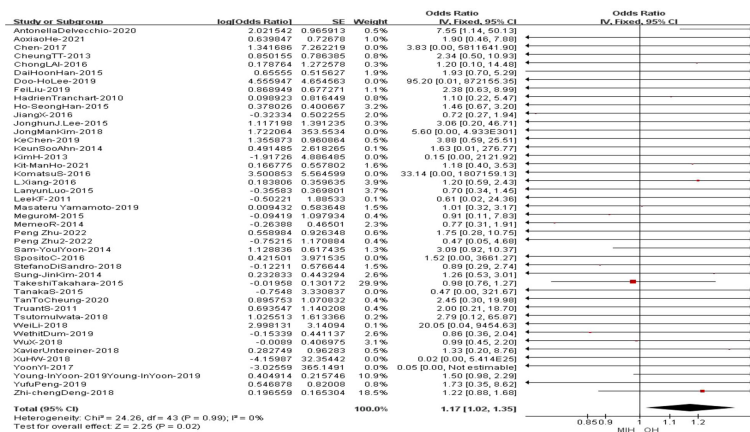 Odds Ratio Odds Ratio
Study or Subgroup log[Odds Ratio] SE Weight IV, Fixed, 95% CI IV, Fixed, 95% CI
AntonellaDelvecchio-2020 2.021542 0.965913 0.5% 7.55 [1.14, 50.13]
AoxiaoHe-2021 0.639847 0.72678 0.9% 1.90 [0.46, 7.88]
Chen-2017 1.341686 7.262219 0.0% 3.83 [0.00, 5811641.90]
CheungTT-2013 0.850155 0.786385 0.8% 2.34 [0.50, 10.93]
ChongLAI-2016 0.178764 1.272578 0.3% 1.20 [0.10, 14.48]
DaiHoonHan-2015 0.65555 0.515627 1.9% 1.93 [0.70, 5.29]
Doo-HoLee-2019 4.555947 4.654563 0.0% 95.20 [0.01, 872155.35]
FeiLiu-2019 0.868949 0.677271 1.1% 2.38 [0.63, 8.99]
HadrienTranchart-2010 0.098923 0.816449 0.7% 1.10 [0.22, 5.47]
Ho-SeongHan-2015 0.378026 0.400667 3.2% 1.46 [0.67, 3.20]
JiangX-2016 -0.32334 0.502255 2.0% 0.72 [0.27, 1.94]
JonghunJ.Lee-2015 1.117198 1.391235 0.3% 3.06 [0.20, 46.71]
JongManKim-2018 1.722064 353.5534 0.0% 5.60 [0.00, 4.933E301]
KeChen-2019 1.355873 0.960864 0.5% 3.88 [0.59, 25.51]
KeunSooAhn-2014 0.491485 2.618265 0.1% 1.63 [0.01, 276.77]
KimH-2013 -1.91726 4.886485 0.0% 0.15 [0.00, 2121.92]
Kit-ManHo-2021 0.166775 0.557802 1.6% 1.18 [0.40, 3.53]
KomatsuS-2016 3.500853 5.564599 0.0% 33.14 [0.00, 1807159.13]
L.Xiang-2016 0.183806 0.359635 3.9% 1.20 [0.59, 2.43]
LanyunLuo-2015 -0.35583 0.369801 3.7% 0.70 [0.34, 1.45]
LeeKF-2011 -0.50221 1.88533 0.1% 0.61 [0.02, 24.36]
Masateru Yamamoto-2019 0.009432 0.583648 1.5% 1.01 [0.32, 3.17]
MeguroM-2015 -0.09419 1.097934 0.4% 0.91 [0.11, 7.83]
MemeoR-2014 -0.26388 0.46501 2.3% 0.77 [0.31, 1.91]
Peng Zhu-2022 0.558984 0.926348 0.6% 1.75 [0.28, 10.75]
Peng Zhu2-2022 -0.75215 1.170884 0.4% 0.47 [0.05, 4.68]
Sam-YoulYoon-2014 1.128836 0.617435 1.3% 3.09 [0.92, 10.37]
SpositoC-2016 0.421501 3.971535 0.0% 1.52 [0.00, 3661.27]
StefanoDiSandro-2018 -0.12211 0.576644 1.5% 0.89 [0.29, 2.74]
Sung-JinKim-2014 0.232833 0.443294 2.6% 1.26 [0.53, 3.01]
TakeshiTakahara-2015 -0.01958 0.130172 29.9% 0.98 [0.76, 1.27]
TanakaS-2015 -0.7548 3.330837 0.0% 0.47 [0.00, 321.67]
TanToCheung-2020 0.895753 1.070832 0.4% 2.45 [0.30, 19.98]
TruantS-2011 0.693547 1.140208 0.4% 2.00 [0.21, 18.70]
TsutomuIwata-2018 1.025513 1.613366 0.2% 2.79 [0.12, 65.87]
WeiLi-2018 2.998131 3.14094 0.1% 20.05 [0.04, 9454.63]
WethitDum-2019 -0.15339 0.441137 2.6% 0.86 [0.36, 2.04]
WuX-2018 -0.0089 0.406975 3.1% 0.99 [0.45, 2.20]
XavierUntereiner-2018 0.282749 0.96283 0.5% 1.33 [0.20, 8.76]
XuHW-2018 -4.15987 32.35442 0.0% 0.02 [0.00, 5.414E25]
YoonYI-2017 -3.02559 365.1491 0.0% 0.05 [0.00, Not estimable]
Young-InYoon-2019Young-InYoon-2019 0.404914 0.215746 10.9% 1.50 [0.98, 2.29]
YufuPeng-2019 0.546878 0.82008 0.7% 1.73 [0.35, 8.62]
Zhi-chengDeng-2018 0.196559 0.165304 18.5% 1.22 [0.88, 1.68]
Total (95% CI) 100.0% 1.17 [1.02, 1.35]
Heterogeneity: Chi² = 24.26, df = 43 (P = 0.99); I² = 0%
Test for overall effect: Z = 2.25 (P = 0.02)
0.85 0.9 1 1.1 1.2
MIH OH